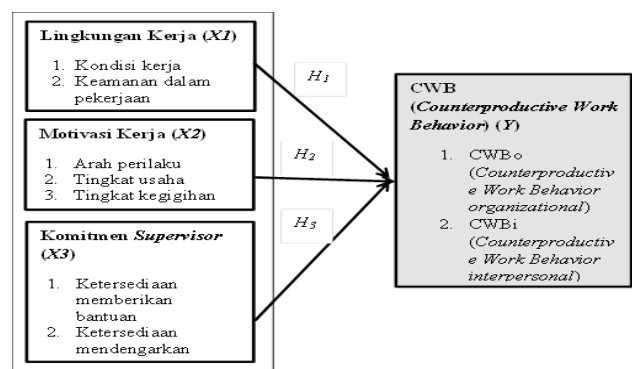 Lingkungan Kerja (X1)
1. Kondisi kerja
2. Keamanan dalam
pekerjaan
Motivasi Kerja (X2)
1. Arah perilaku
2. Tingkat usaha
3. Tingkat kegigihan
Komitmen Supervisor
(X3)
1. Ketersediaan
memberikan
bantuan
2. Ketersediaan
mendengarkan
H1
H2
H3
CWB
(Counterproductive Work
Behavior) (Y)
1. CWBo
(Counterproductiv
e Work Behavior
organizational)
2. CWBi
(Counterproductiv
e Work Behavior
interpersonal)